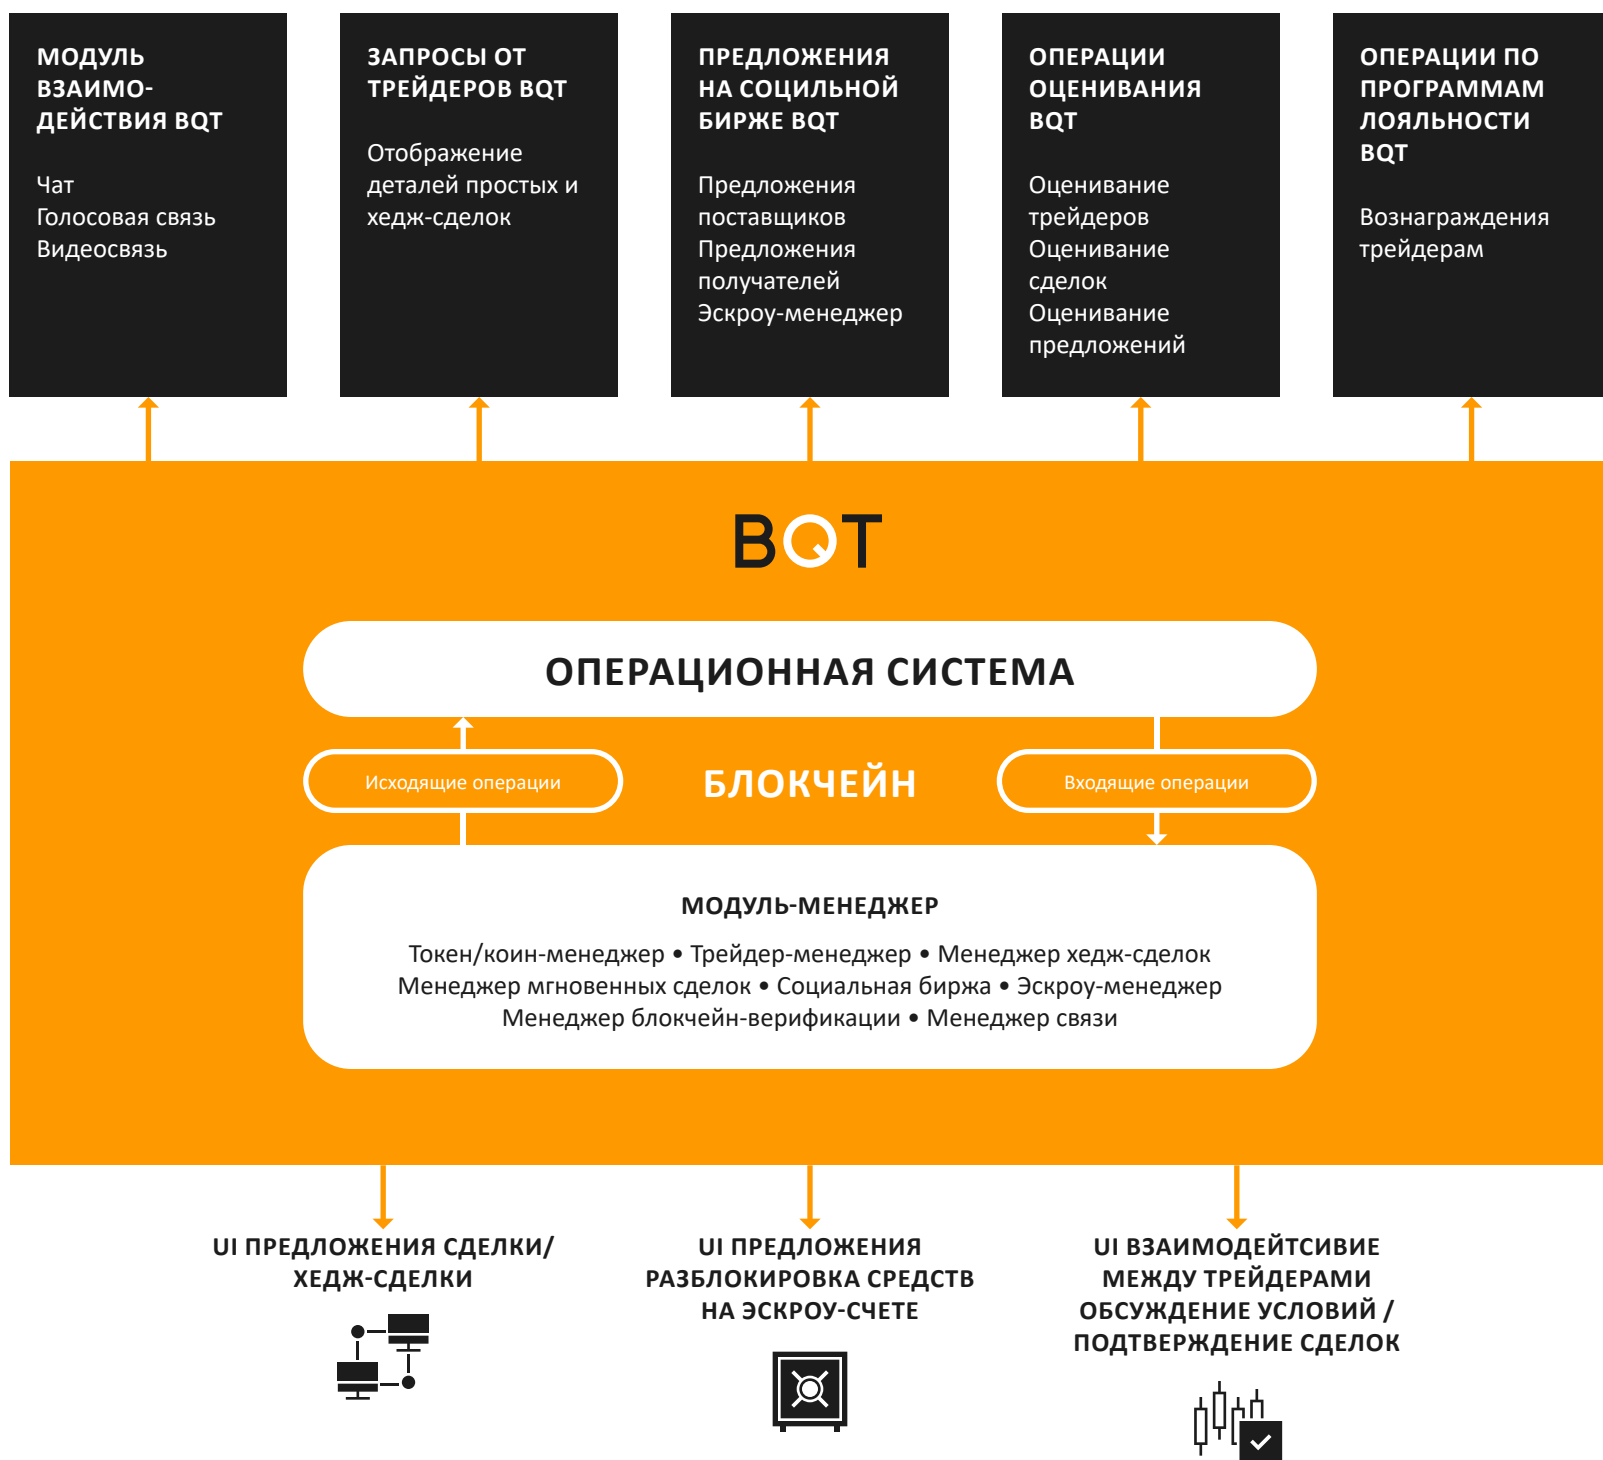 МОДУЛЬ
ВЗАИМО-
ДЕЙСТВИЯ BQT
Чат
Голосовая связь
Видеосвязь
ЗАПРОСЫ ОТ
ТРЕЙДЕРОВ BQT
Отображение
деталей простых и
хедж-сделок
ПРЕДЛОЖЕНИЯ
НА СОЦИЛЬНОЙ
БИРЖЕ BQT
Предложения
поставщиков
Предложения
получателей
Эскроу-менеджер
ОПЕРАЦИИ
ОЦЕНИВАНИЯ
BQT
Оценивание
трейдеров
Оценивание
сделок
Оценивание
предложений
ОПЕРАЦИИ ПО
ПРОГРАММАМ
ЛОЯЛЬНОСТИ
BQT
Вознаграждения
трейдерам
BQT
ОПЕРАЦИОННАЯ СИСТЕМА
Исходящие операции
БЛОКЧЕЙН
Входящие операции
МОДУЛЬ-МЕНЕДЖЕР
Токен/коин-менеджер • Трейдер-менеджер • Менеджер хедж-сделок
Менеджер мгновенных сделок • Социальная биржа • Эскроу-менеджер
Менеджер блокчейн-верификации • Менеджер связи
UI ПРЕДЛОЖЕНИЯ СДЕЛКИ/
ХЕДЖ-СДЕЛКИ
UI ПРЕДЛОЖЕНИЯ
РАЗБЛОКИРОВКА СРЕДСТВ
НА ЭСКРОУ-СЧЕТЕ
UI ВЗАИМОДЕЙТСИВИЕ
МЕЖДУ ТРЕЙДЕРАМИ
ОБСУЖДЕНИЕ УСЛОВИЙ /
ПОДТВЕРЖДЕНИЕ СДЕЛОК